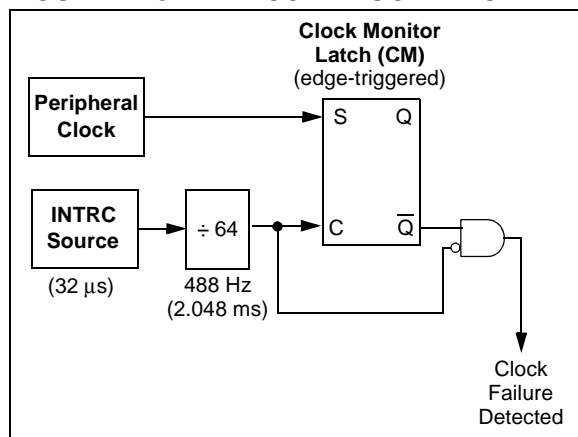 Clock Monitor
Latch (CM)
(edge-triggered)
Peripheral
Clock
S
Q
INTRC
Source
÷ 64
C
Q̅
(32 μs)
488 Hz
(2.048 ms)
Clock
Failure
Detected